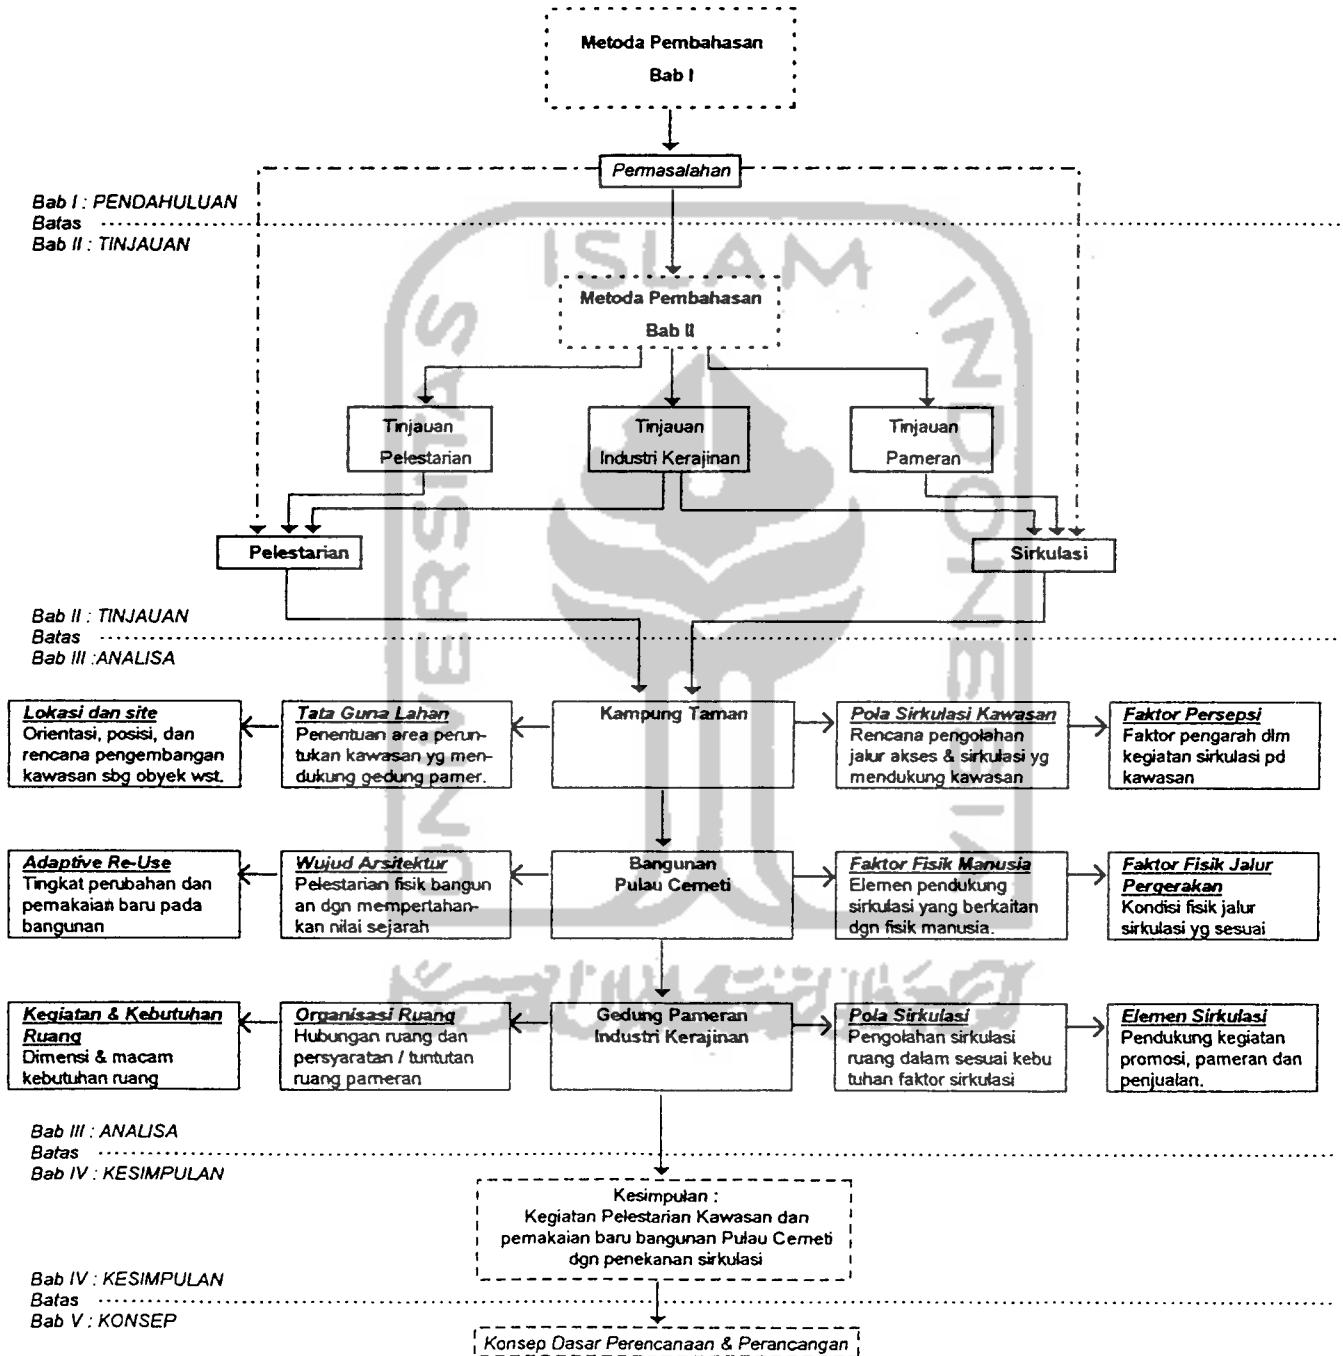 Metoda Pembahasan
Bab I
Permasalahan
Bab I : PENDAHULUAN
Batas
Bab II : TINJAUAN
ISLAM
UNIVERSITAS
INDONESIA
Metoda Pembahasan
Bab II
Tinjauan
Pelestarian
Tinjauan
Industri Kerajinan
Tinjauan
Pameran
Pelestarian
Sirkulasi
Bab II : TINJAUAN
Batas
Bab III :ANALISA
Lokasi dan site
Orientasi, posisi, dan
rencana pengembangan
kawasan sbg obyek wst.
Tata Guna Lahan
Penentuan area perun-
tukan kawasan yg men-
dukung gedung pamer.
Kampung Taman
Pola Sirkulasi Kawasan
Rencana pengolahan
jalur akses & sirkulasi yg
mendukung kawasan
Faktor Persepsi
Faktor pengarah dlm
kegiatan sirkulasi pd
kawasan
Adaptive Re-Use
Tingkat perubahan dan
pemakaian baru pada
bangunan
Wujud Arsitektur
Pelestarian fisik bangun
an dgn mempertahan-
kan nilai sejarah
Bangunan
Pulau Cemeti
Faktor Fisik Manusia
Elemen pendukung
sirkulasi yang berkaitan
dgn fisik manusia.
Faktor Fisik Jalur
Pergerakan
Kondisi fisik jalur
sirkulasi yg sesuai
Kegiatan & Kebutuhan
Ruang
Dimensi & macam
kebutuhan ruang
Organisasi Ruang
Hubungan ruang dan
persyaratan / tuntutan
ruang pameran
Gedung Pameran
Industri Kerajinan
Pola Sirkulasi
Pengolahan sirkulasi
ruang dalam sesuai kebu
tuhan faktor sirkulasi
Elemen Sirkulasi
Pendukung kegiatan
promosi, pameran dan
penjualan.
Bab III : ANALISA
Batas
Bab IV : KESIMPULAN
Kesimpulan :
Kegiatan Pelestarian Kawasan dan
pemakaian baru bangunan Pulau Cemeti
dgn penekanan sirkulasi
Bab IV : KESIMPULAN
Batas
Bab V : KONSEP
Konsep Dasar Perencanaan & Perancangan